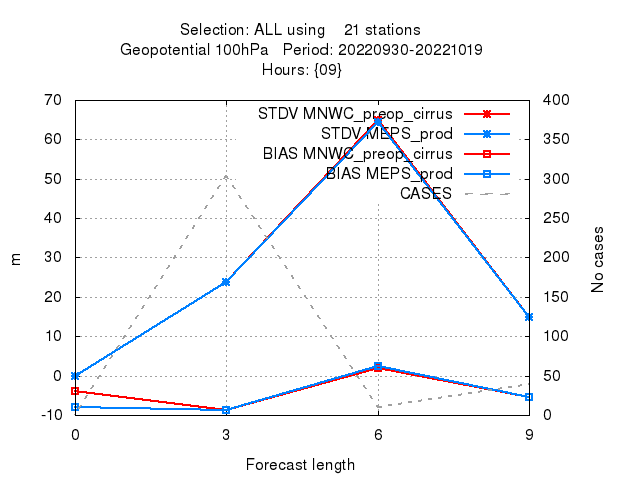 Selection: ALL using    21 stations
Geopotential 100hPa   Period: 20220930-20221019
Hours: {09}
70
60
50
40
30
20
10
0
-10
m
STDV MNWC_preop_cirrus
STDV MEPS_prod
BIAS MNWC_preop_cirrus
BIAS MEPS_prod
CASES
400
350
300
250
200
150
100
50
0
No cases
0
3
6
9
Forecast length